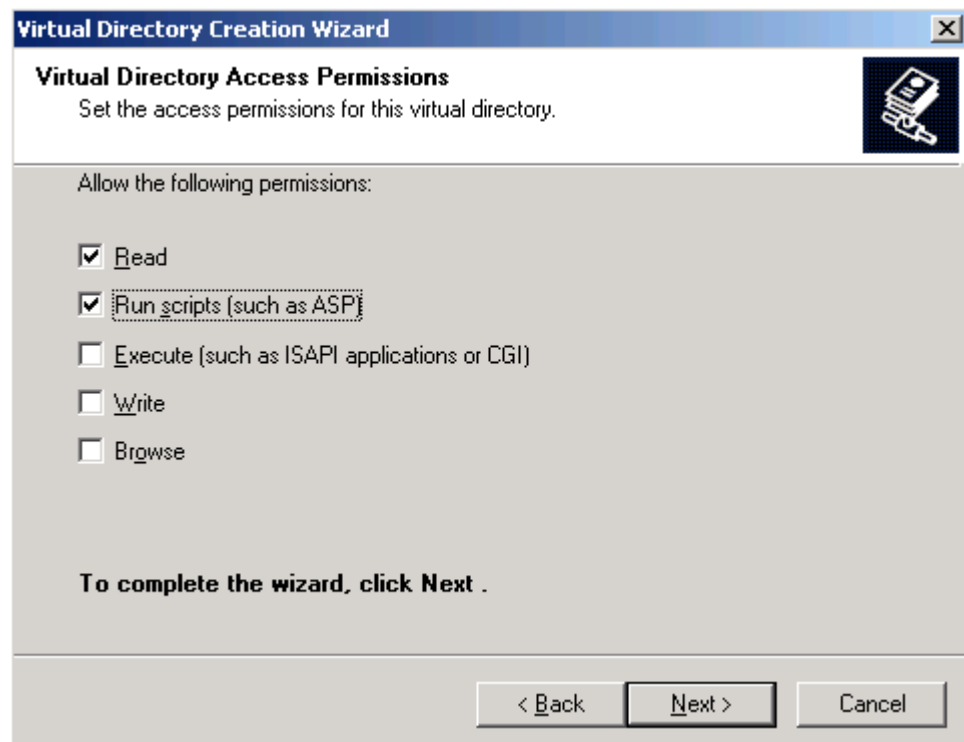 Virtual Directory Creation Wizard
Virtual Directory Access Permissions
Set the access permissions for this virtual directory.
Allow the following permissions:
Read
Run scripts (such as ASP)
Execute (such as ISAPI applications or CGI)
Write
Browse
To complete the wizard, click Next .
< Back Next > Cancel